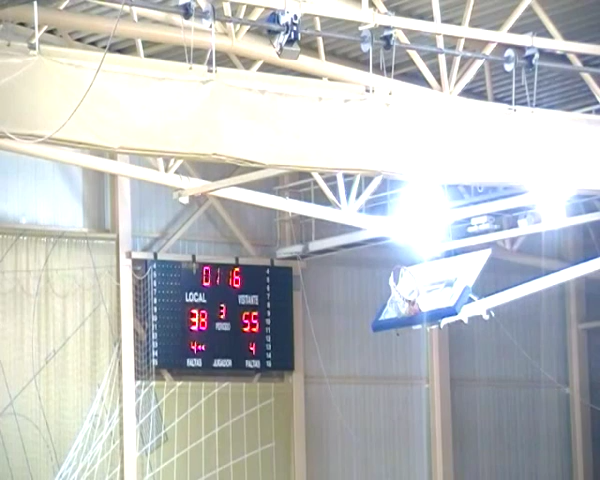 01:16
LOCAL VISITANTE
38 3 55
PERIODO
4 4
FALTAS JUGADOR FALTAS